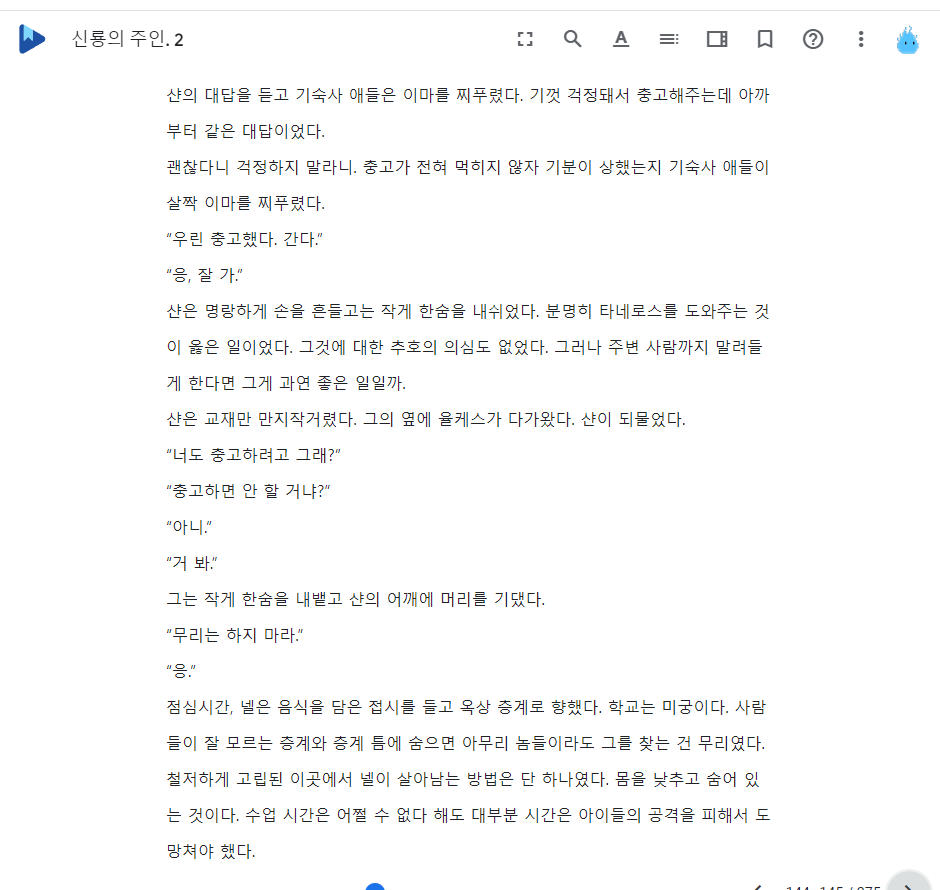 신룡의 주인. 2
샨의 대답을 듣고 기숙사 애들은 이마를 찌푸렸다. 기껏 걱정돼서 충고해주는데 아까
부터 같은 대답이었다.
괜찮다니 걱정하지 말라니. 충고가 전혀 먹히지 않자 기분이 상했는지 기숙사 애들이
살짝 이마를 찌푸렸다.
“우린 충고했다. 간다.”
“응, 잘 가.”
샨은 명랑하게 손을 흔들고는 작게 한숨을 내쉬었다. 분명히 타네로스를 도와주는 것
이 옳은 일이었다. 그것에 대한 추호의 의심도 없었다. 그러나 주변 사람까지 말려들
게 한다면 그게 과연 좋은 일일까.
샨은 교재만 만지작거렸다. 그의 옆에 율케스가 다가왔다. 샨이 되물었다.
“너도 충고하려고 그래?”
“충고하면 안 할 거냐?”
“아니.”
“거 봐.”
그는 작게 한숨을 내뱉고 샨의 어깨에 머리를 기댔다.
“무리는 하지 마라.”
“응.”
점심시간, 넬은 음식을 담은 접시를 들고 옥상 층계로 향했다. 학교는 미궁이다. 사람
들이 잘 모르는 층계와 층계 틈에 숨으면 아무리 놈들이라도 그를 찾는 건 무리였다.
철저하게 고립된 이곳에서 넬이 살아남는 방법은 단 하나였다. 몸을 낮추고 숨어 있
는 것이다. 수업 시간은 어쩔 수 없다 해도 대부분 시간은 아이들의 공격을 피해서 도
망쳐야 했다.